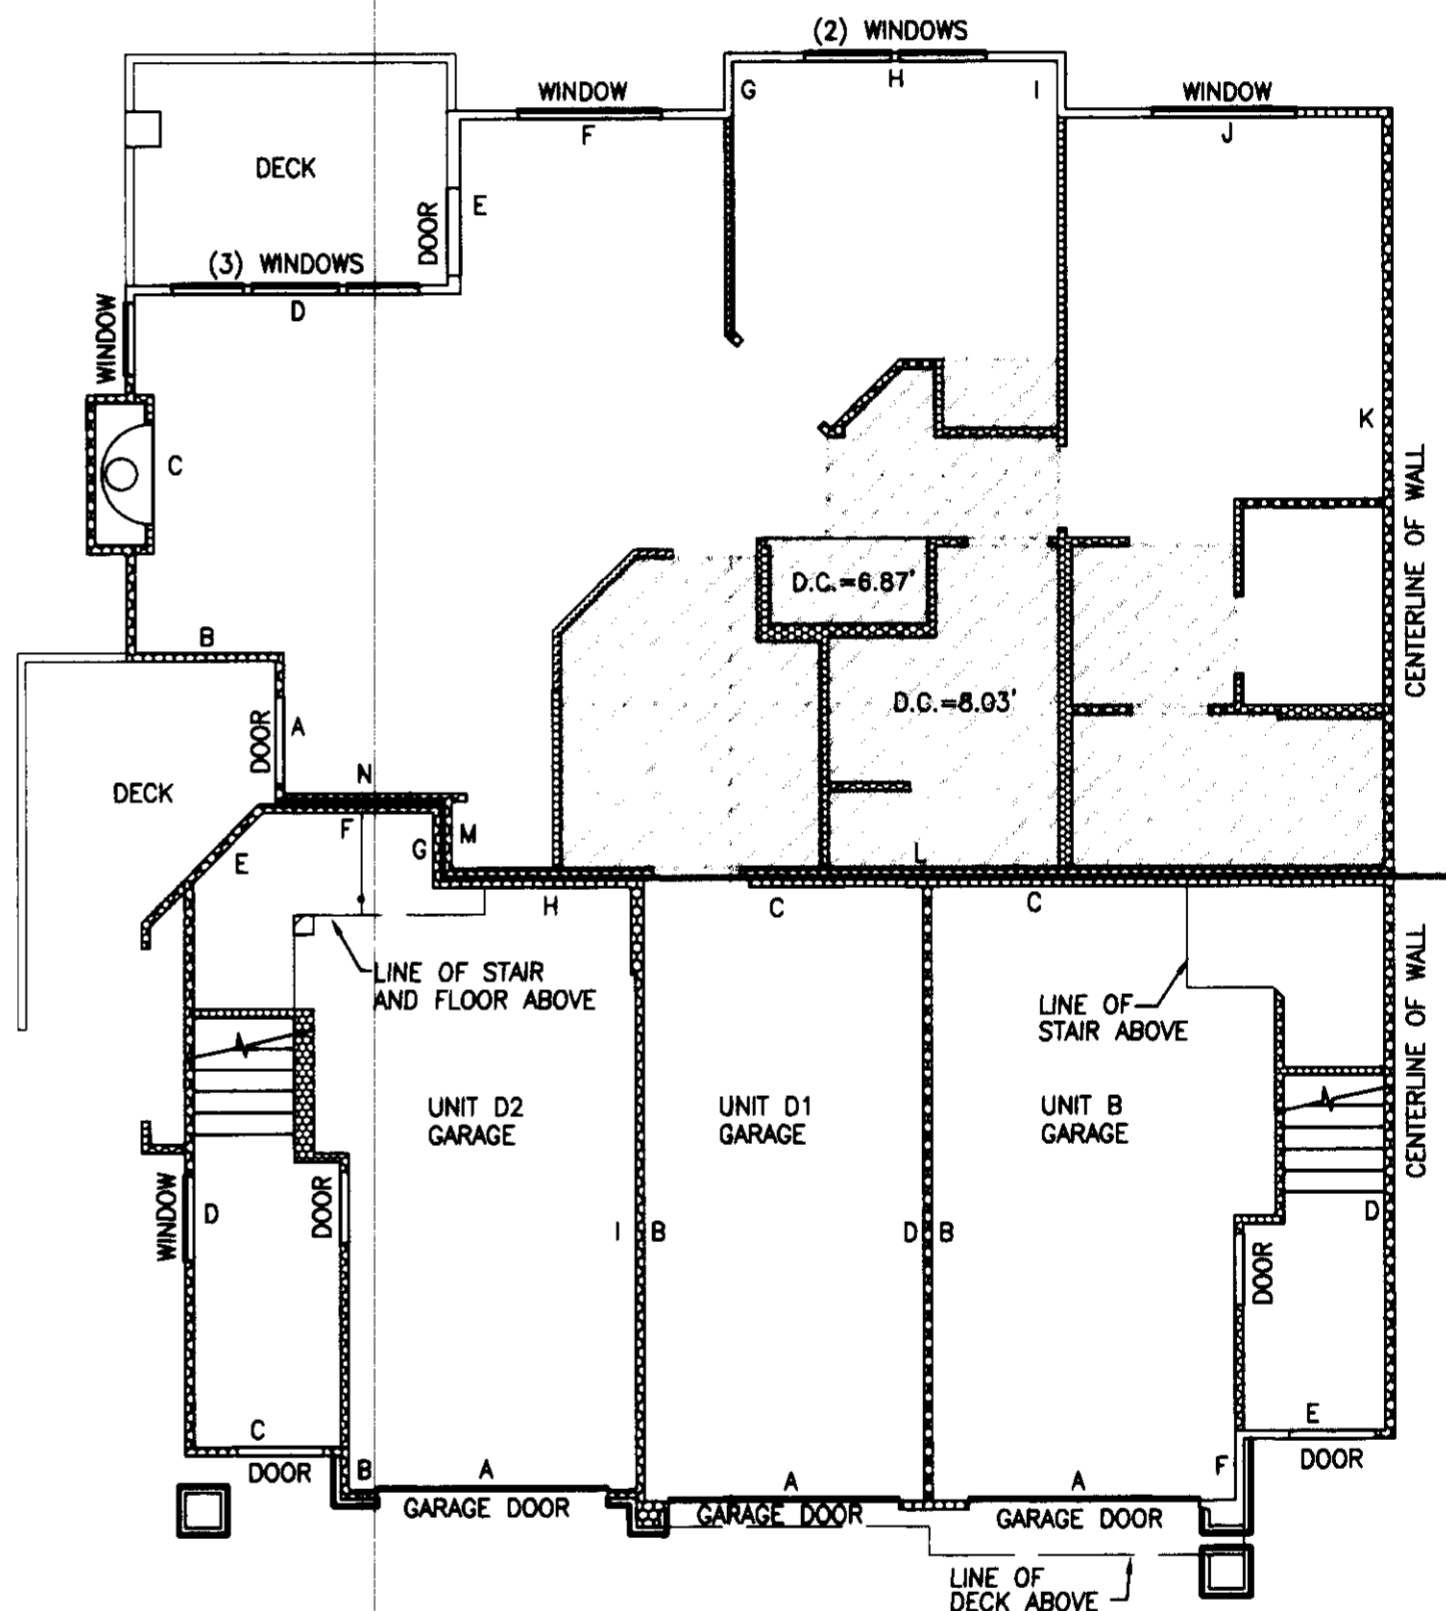 (2) WINDOWS
WINDOW
G
H
I
WINDOW
F
J
DECK
E
DOOR
(3) WINDOWS
D
WINDOW
K
C
CENTERLINE OF WALL
D.C.=6.87'
B
D.C.=8.03'
DOOR
A
N
DECK
F
M
G
L
E
H
C
C
LINE OF STAIR
AND FLOOR ABOVE
LINE OF
STAIR ABOVE
CENTERLINE OF WALL
UNIT D2
GARAGE
UNIT D1
GARAGE
UNIT B
GARAGE
WINDOW
D
DOOR
I
B
D
B
D
DOOR
C
DOOR
B
A
GARAGE DOOR
A
GARAGE DOOR
A
GARAGE DOOR
F
E
DOOR
LINE OF
DECK ABOVE